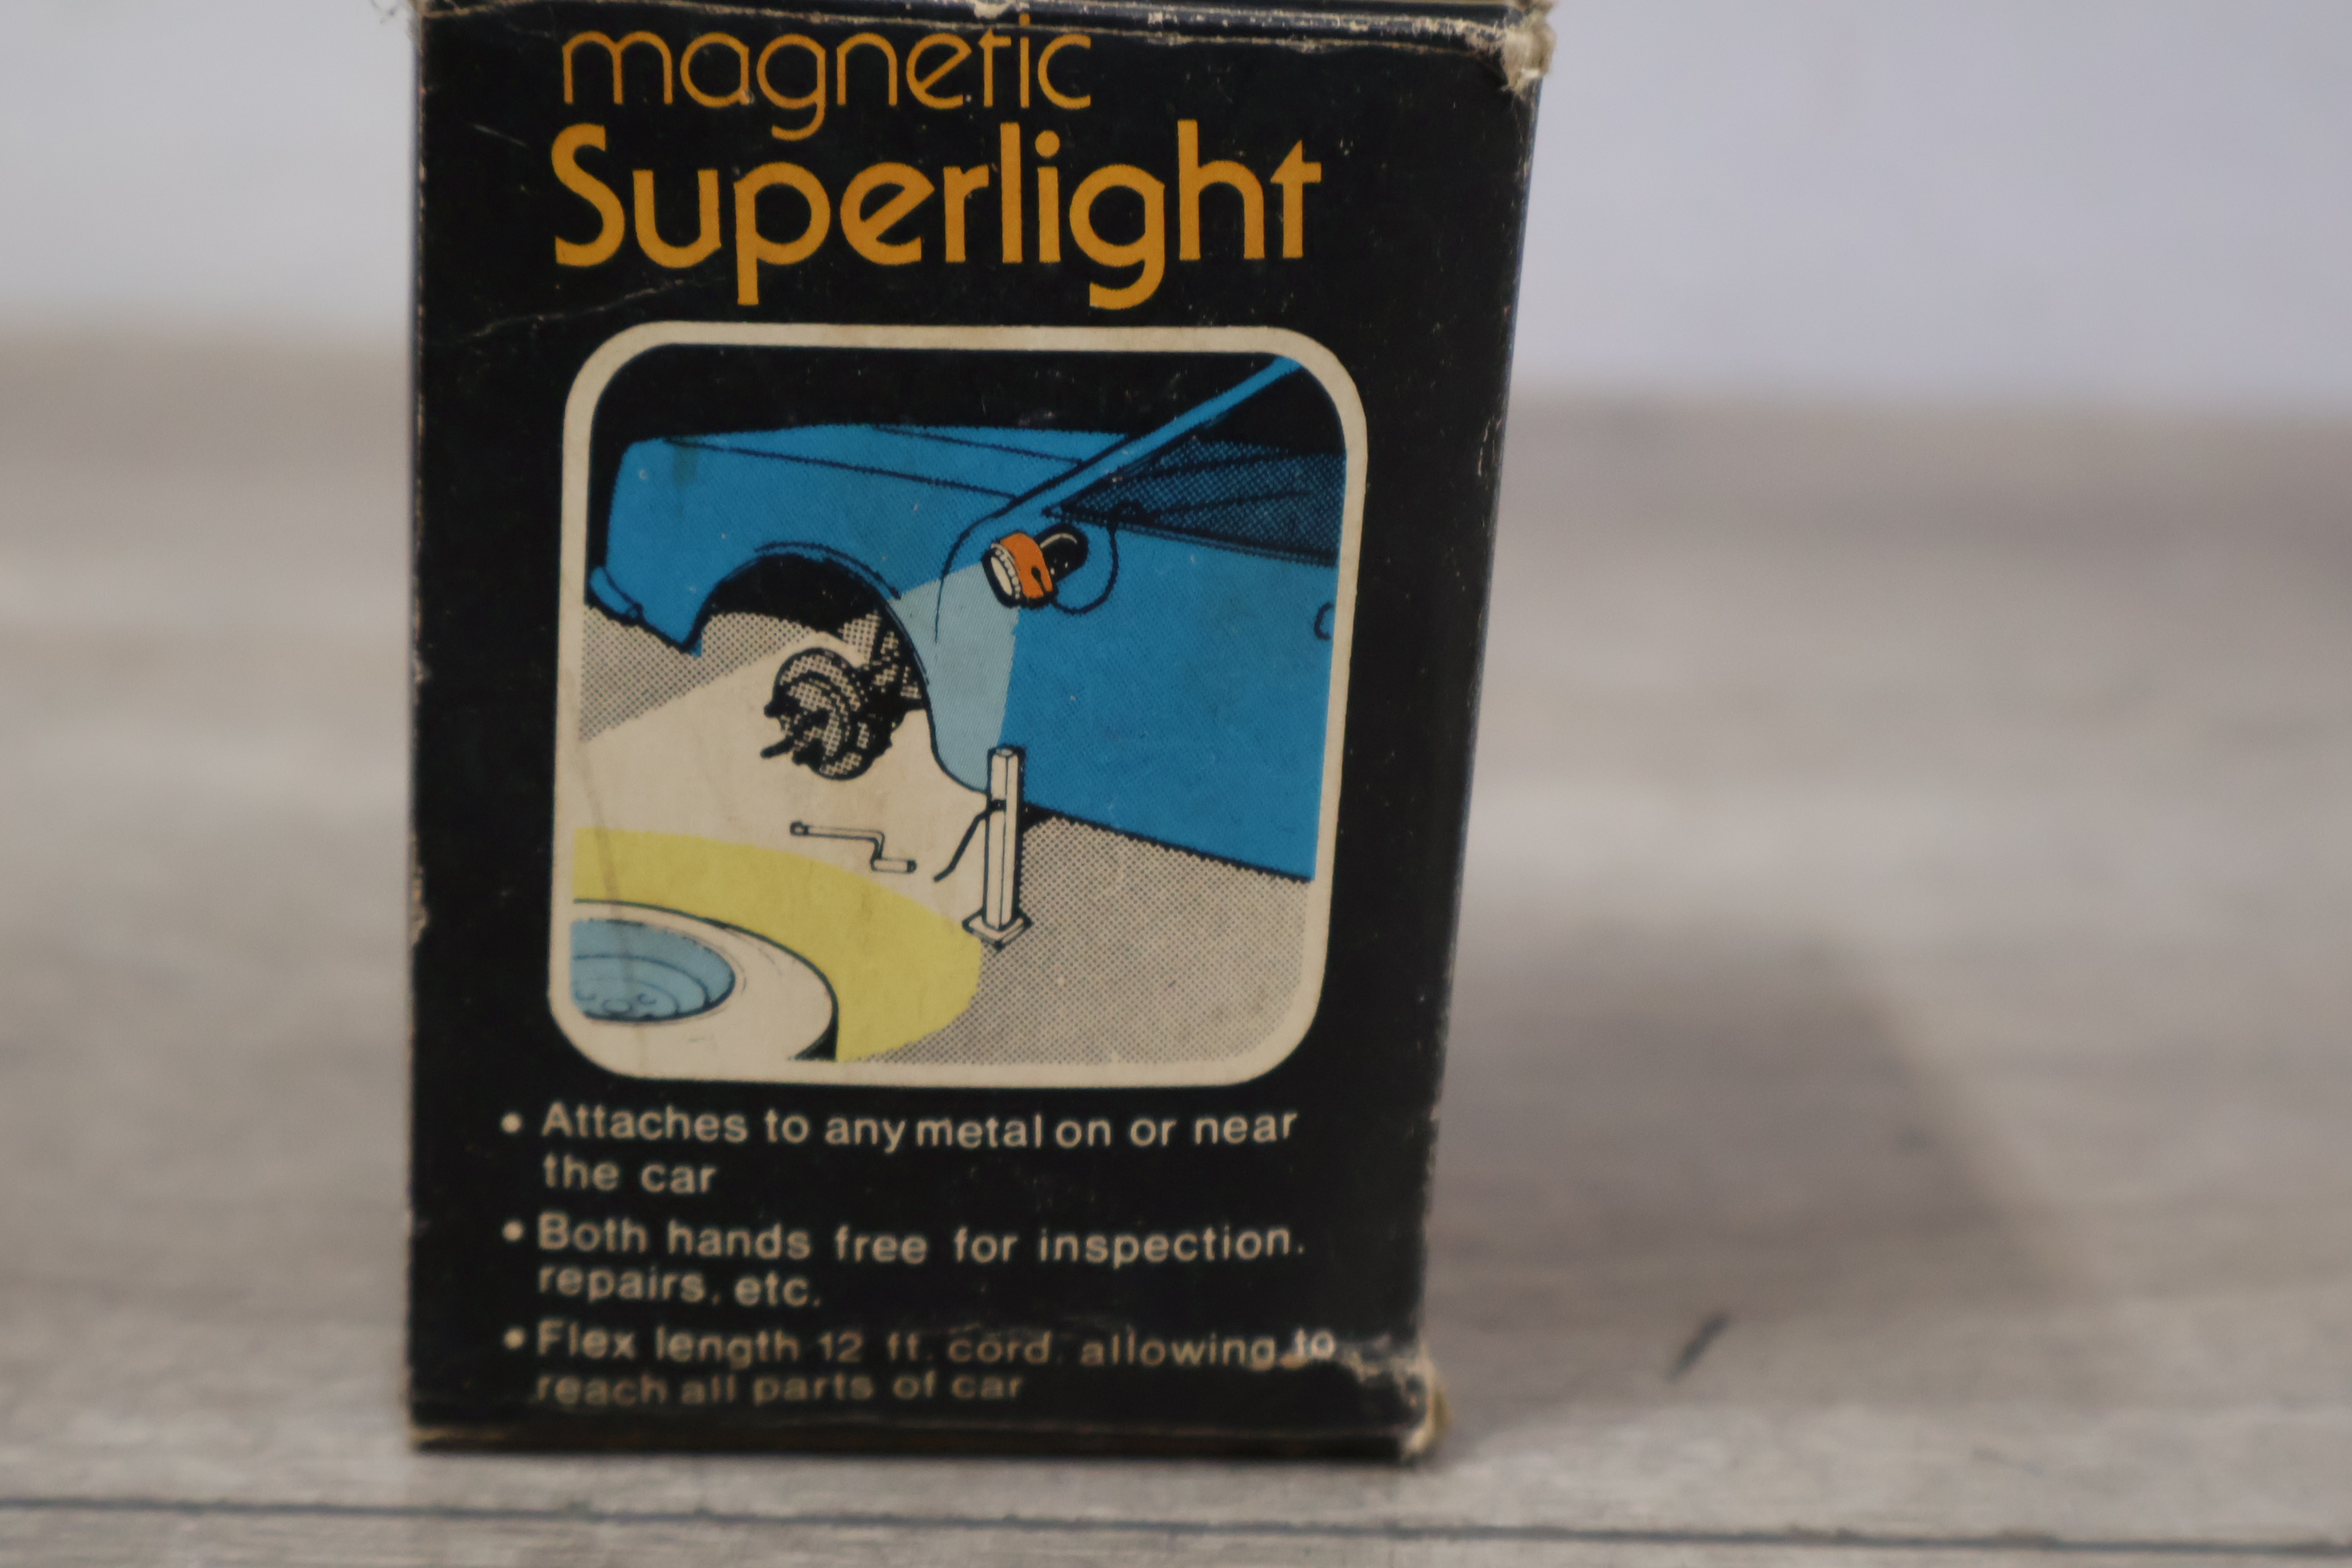 magnetic
Superlight
• Attaches to any metal on or near
the car
• Both hands free for inspection.
repairs. etc.
• Flex length 12 ft. cord. allowing to
reach all parts of car